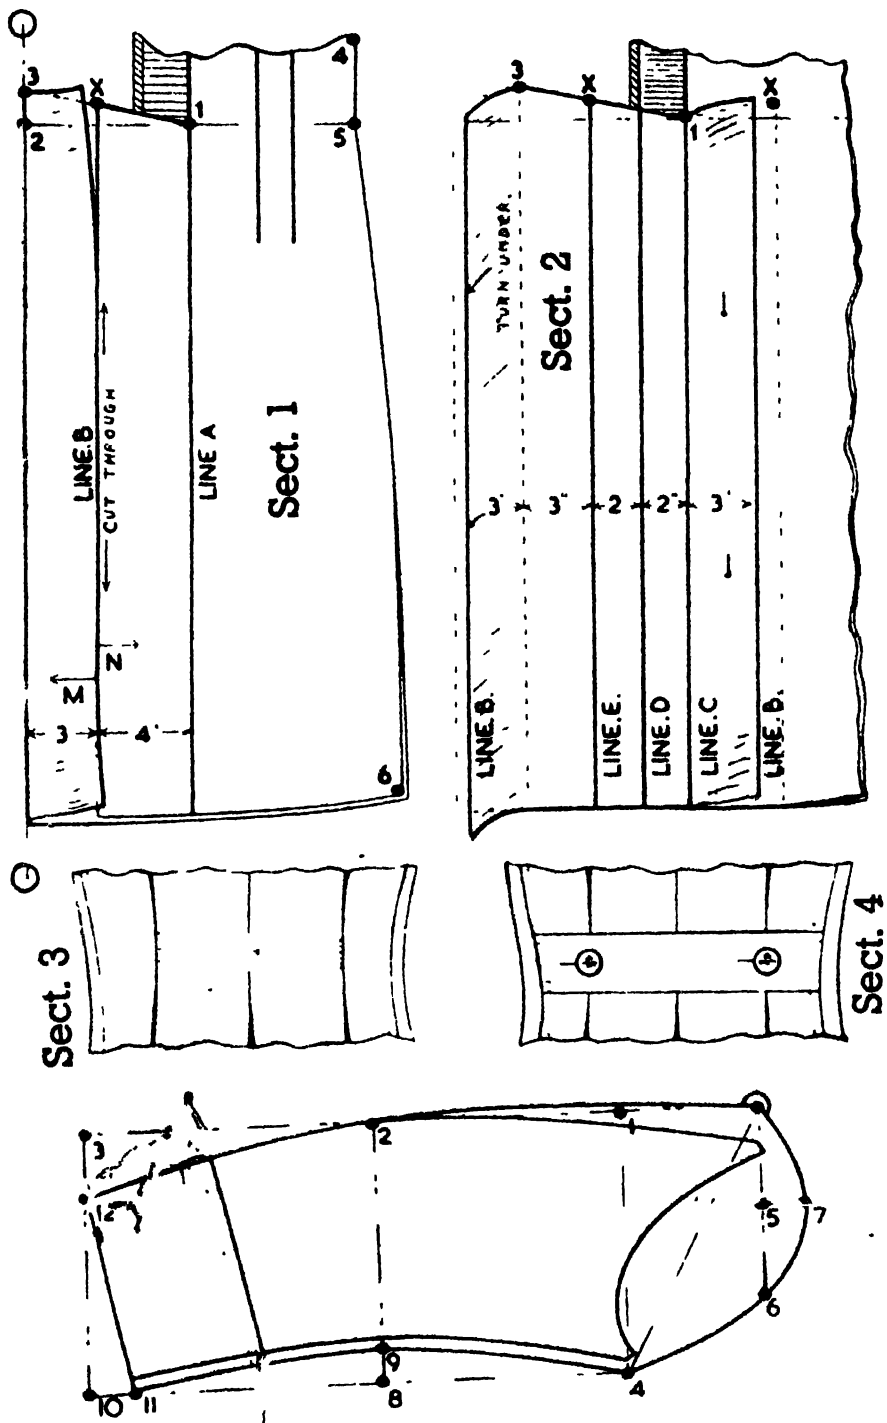 3
X
2
1
4
5
LINE.B
CUT THROUGH
LINE A
Sect. 1
N
M
3
4"
6
3
X
1
X
TURN UNDER.
Sect. 2
3"
3"
2
2"
3"
LINE.B.
LINE.E.
LINE.D
LINE.C
LINE.B.
Sect. 3
Sect. 4
3
2
1
12
5
7
6
9
8
4
10
11